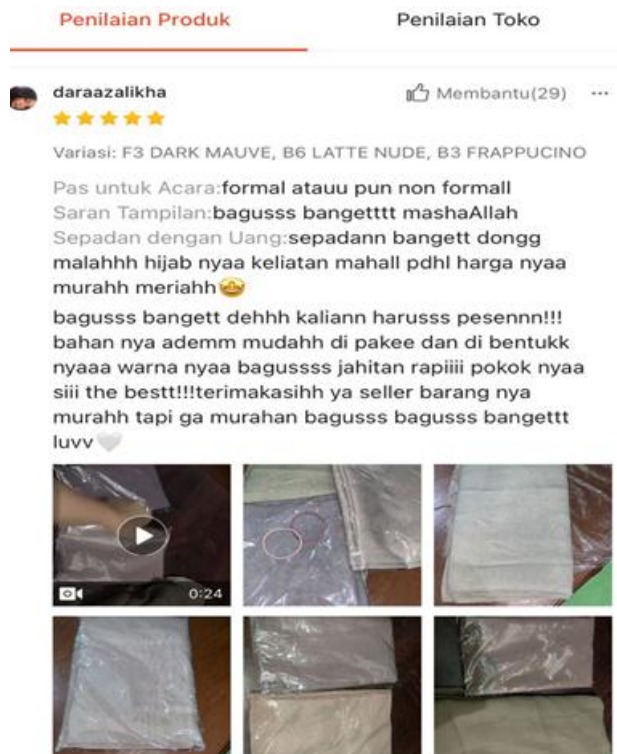 Penilaian Produk
Penilaian Toko
daraazalikha
Membantu(29)
Variasi: F3 DARK MAUVE, B6 LATTE NUDE, B3 FRAPPUCINO
Pas untuk Acara:formal atauu pun non formall
Saran Tampilan:bagusss bangetttt mashaAllah
Sepadan dengan Uang:sepadann bangett dongg
malahhh hijab nyaa keliatan mahall pdhl harga nyaa
murahh meriahh🤩
bagusss bangett dehhh kaliann harusss pesennn!!!
bahan nya ademm mudahh di pakee dan di bentukk
nyaaa warna nyaa bagussss jahitan rapiiii pokok nyaa
siii the bestt!!!terimakasihh ya seller barang nya
murahh tapi ga murahan bagusss bagusss bangettt
luvv🤍
0:24